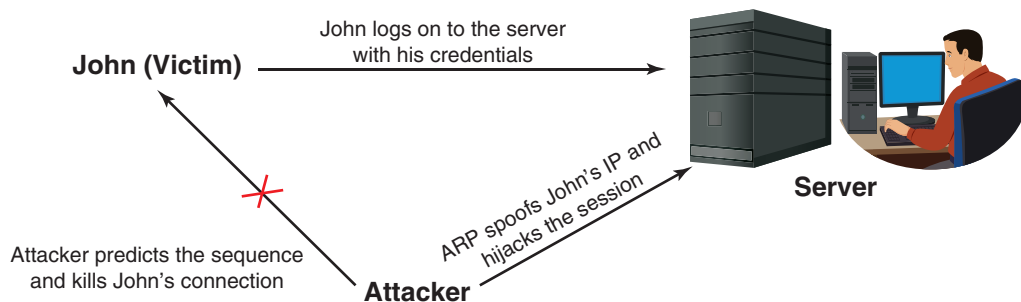 John logs on to the server
with his credentials
John (Victim)
Server
ARP spoofs John’s IP and
hijacks the session
Attacker predicts the sequence
and kills John’s connection
Attacker